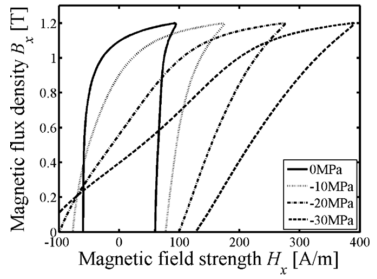 Magnetic flux density Bx [T]
1.2
1
0.8
0.6
0.4
0.2
0
-100
0
100
200
300
400
Magnetic field strength Hx [A/m]
0MPa
-10MPa
-20MPa
-30MPa